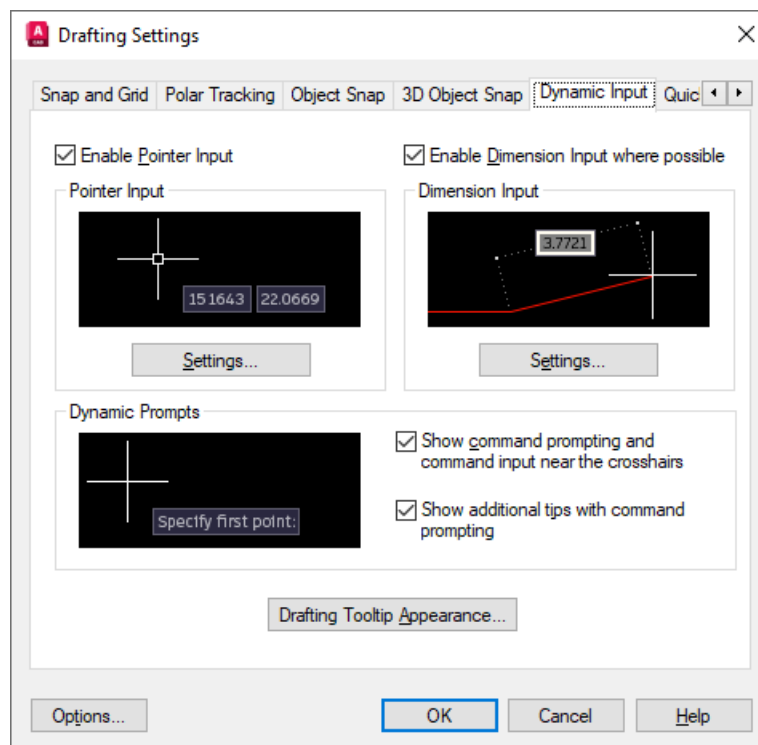 A CAD Drafting Settings
Snap and Grid Polar Tracking Object Snap 3D Object Snap Dynamic Input Quic
Enable Pointer Input Enable Dimension Input where possible
Pointer Input Dimension Input
3.7721
15.1643 22.0669
Settings... Settings...
Dynamic Prompts
Show command prompting and
command input near the crosshairs
Specify first point:
Show additional tips with command
prompting
Drafting Tooltip Appearance...
Options... OK Cancel Help